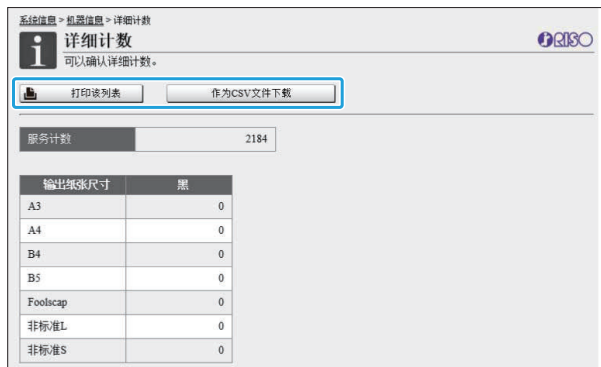 系统信息 > 机器信息 > 详细计数
详细计数
RISO
可以确认详细计数。
打印该列表 作为CSV文件下载
服务计数 2184
输出纸张尺寸 黑
A3 0
A4 0
B4 0
B5 0
Foolscap 0
非标准L 0
非标准S 0